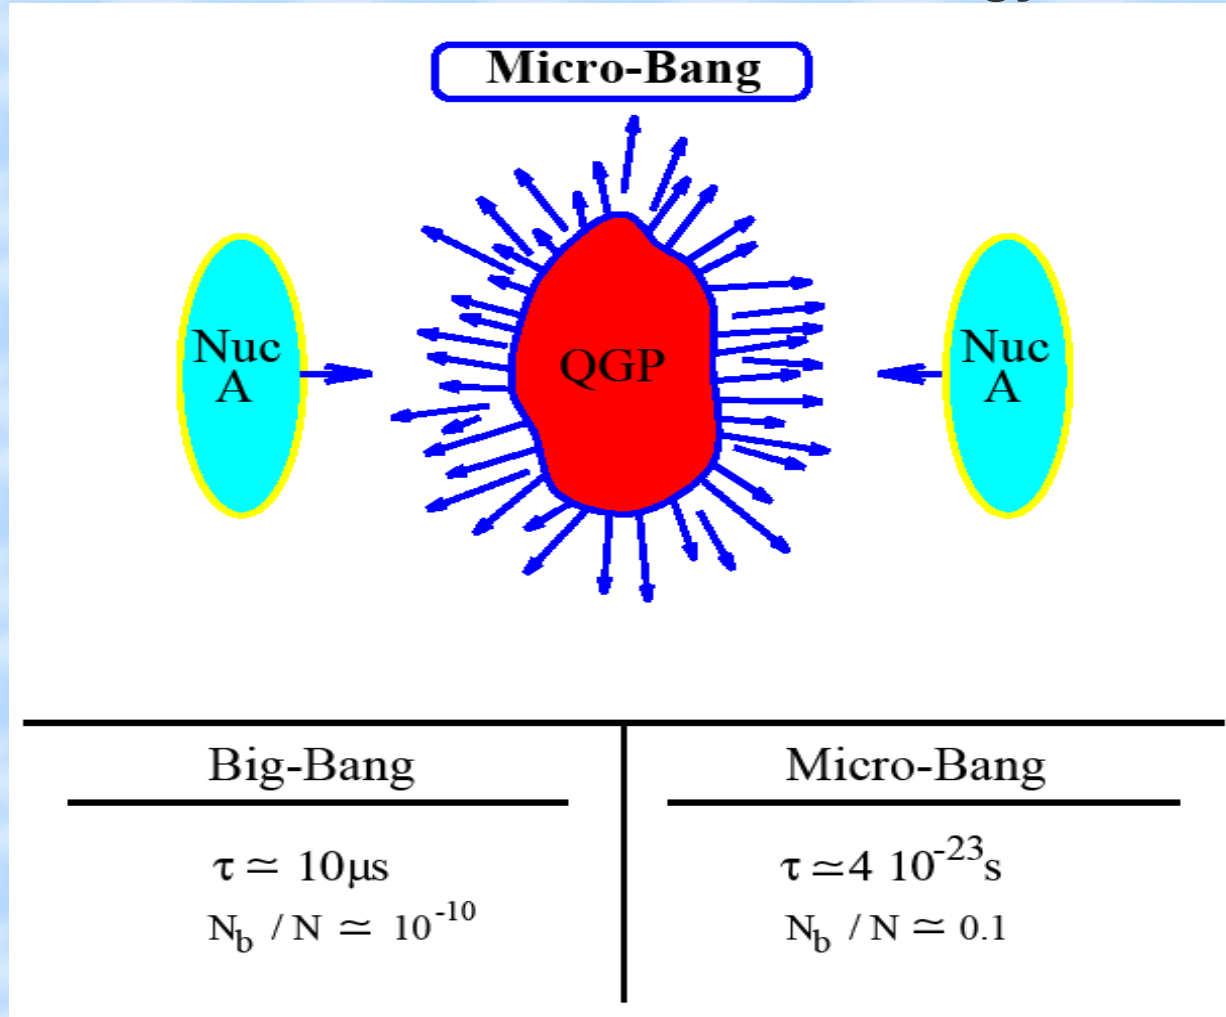 Micro-Bang
Nuc
A
QGP
Nuc
A
Big-Bang
τ ≃ 10μs
N_b / N ≃ 10^-10
Micro-Bang
τ ≃4 10^-23s
N_b / N ≃ 0.1